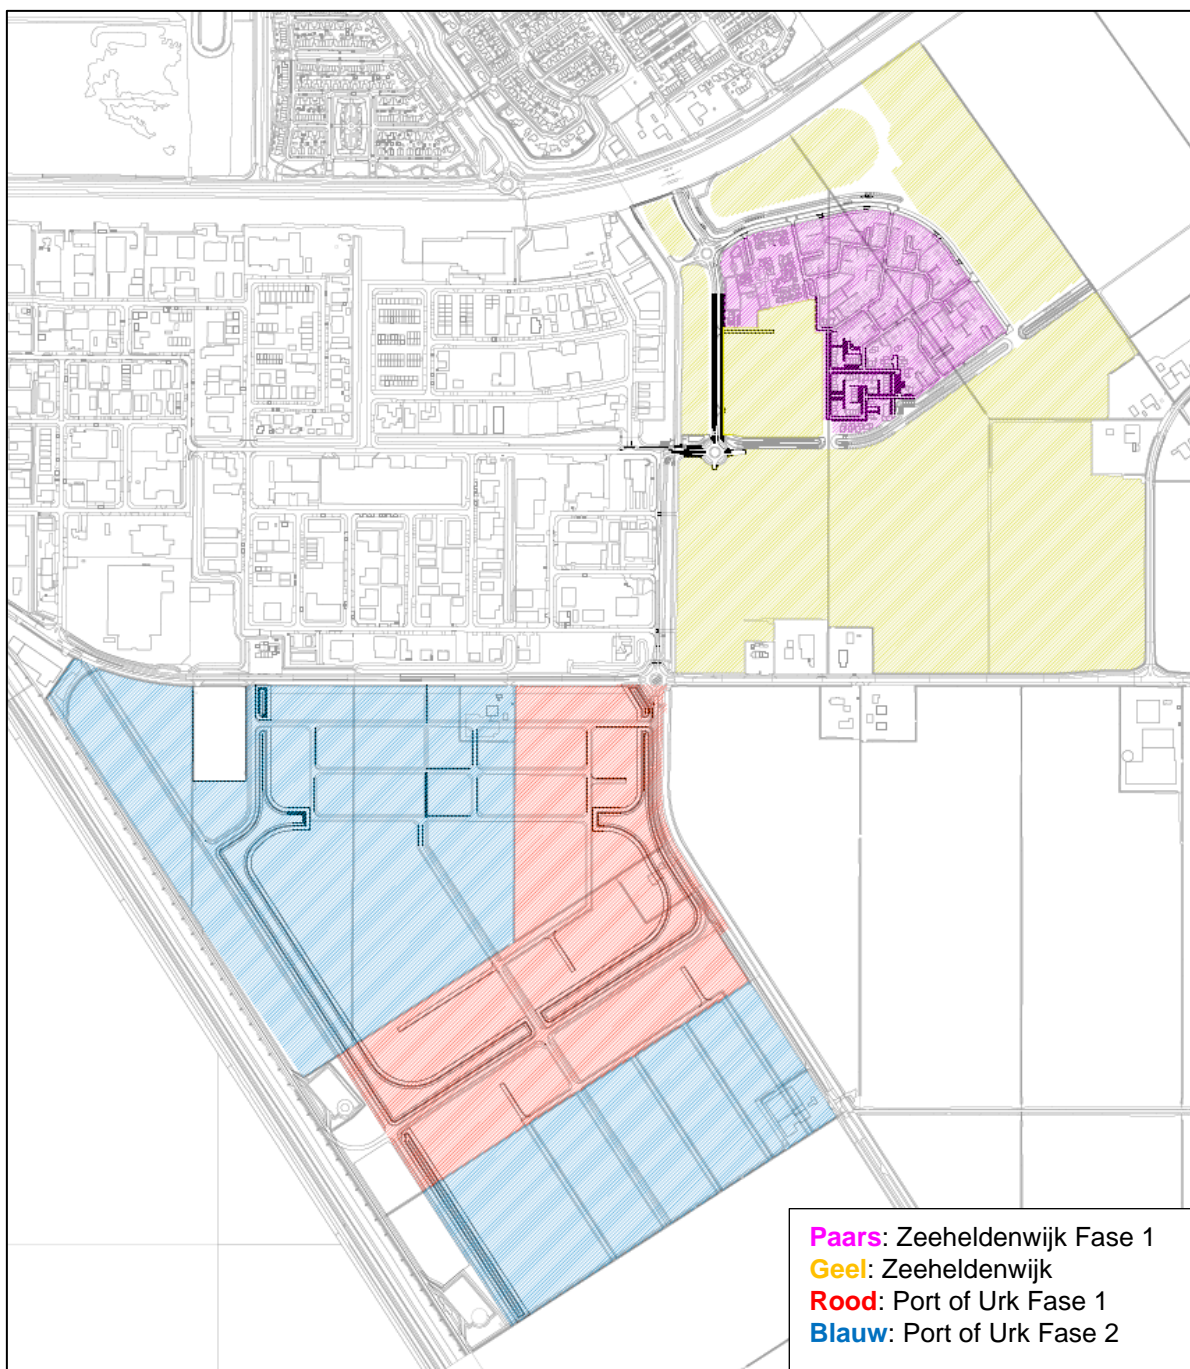 Paars: Zeeheldenwijk Fase 1
Geel: Zeeheldenwijk
Rood: Port of Urk Fase 1
Blauw: Port of Urk Fase 2